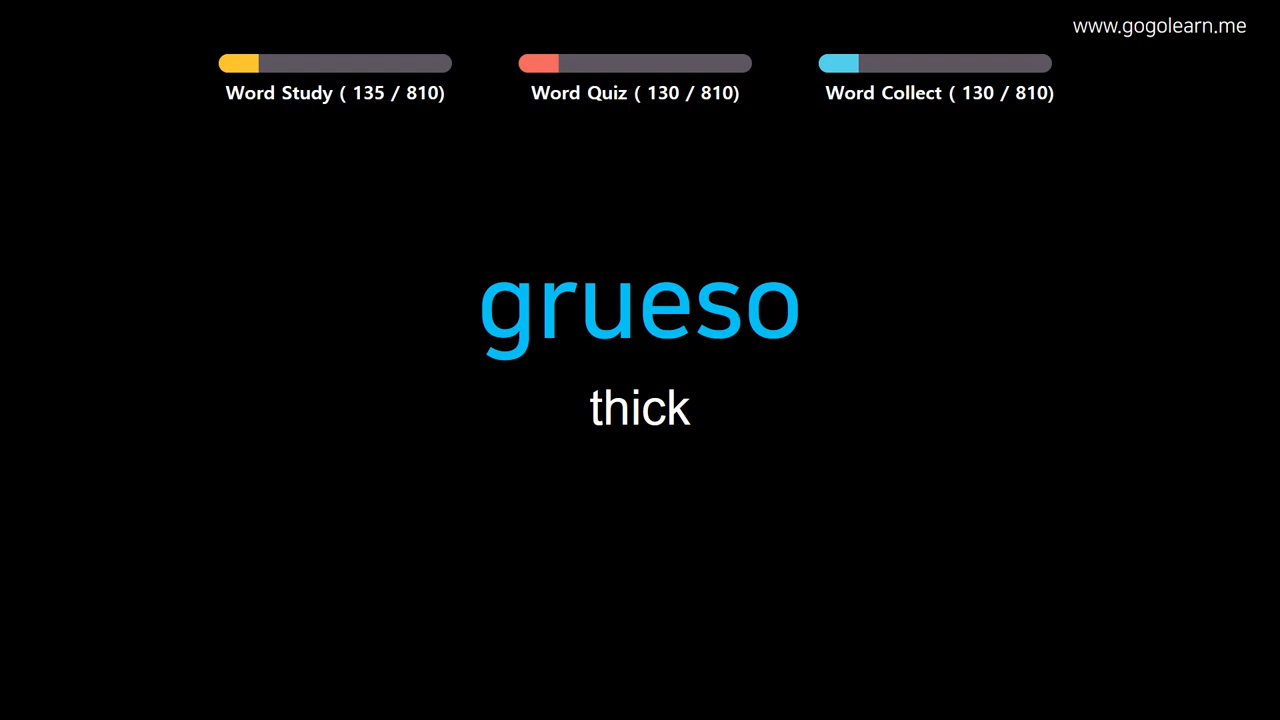 www.gogolearn.me
Word Study ( 135 / 810)
Word Quiz ( 130 / 810)
Word Collect ( 130 / 810)
grueso
thick